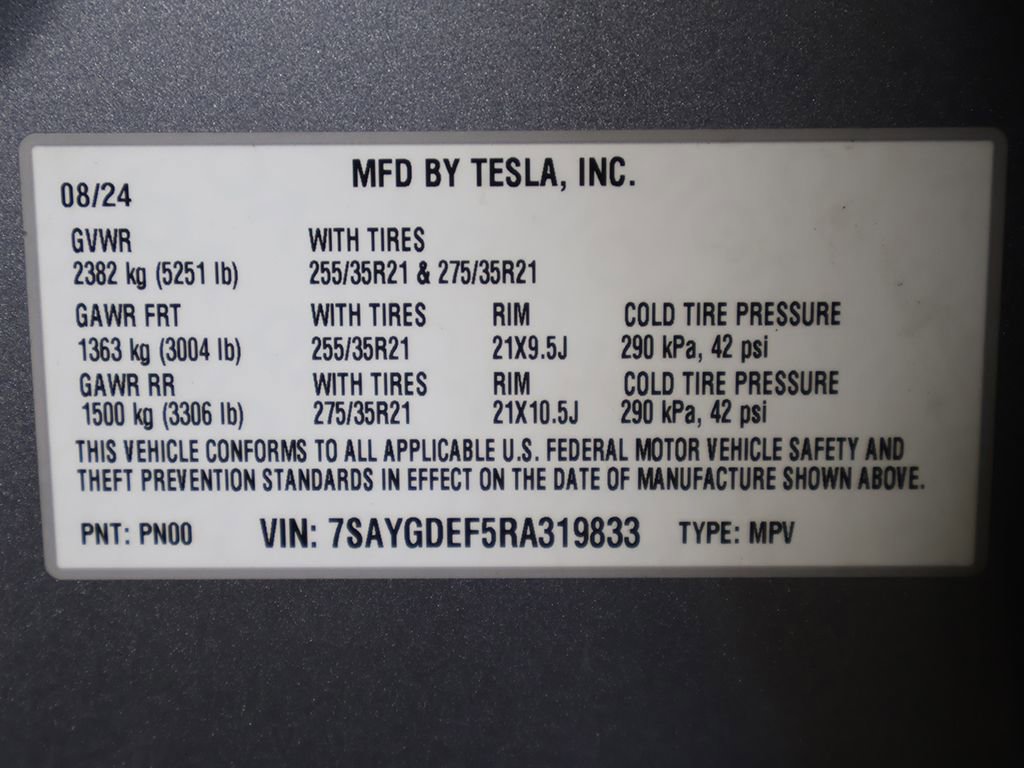 MFD BY TESLA, INC.
08/24
GVWR WITH TIRES
2382 kg (5251 lb) 255/35R21 & 275/35R21
GAWR FRT WITH TIRES RIM COLD TIRE PRESSURE
1363 kg (3004 lb) 255/35R21 21X9.5J 290 kPa, 42 psi
GAWR RR WITH TIRES RIM COLD TIRE PRESSURE
1500 kg (3306 lb) 275/35R21 21X10.5J 290 kPa, 42 psi
THIS VEHICLE CONFORMS TO ALL APPLICABLE U.S. FEDERAL MOTOR VEHICLE SAFETY AND
THEFT PREVENTION STANDARDS IN EFFECT ON THE DATE OF MANUFACTURE SHOWN ABOVE.
PNT: PN00 VIN: 7SAYGDEF5RA319833 TYPE: MPV